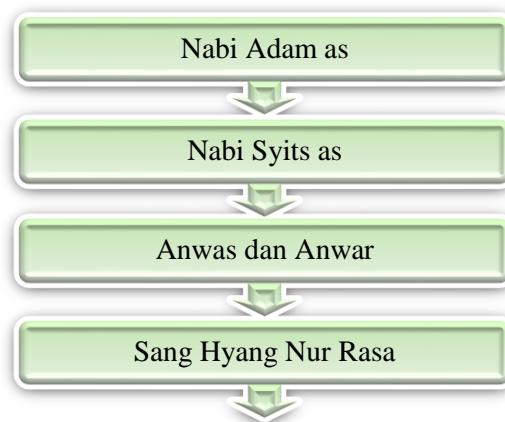 Nabi Adam as
Nabi Syits as
Anwas dan Anwar
Sang Hyang Nur Rasa